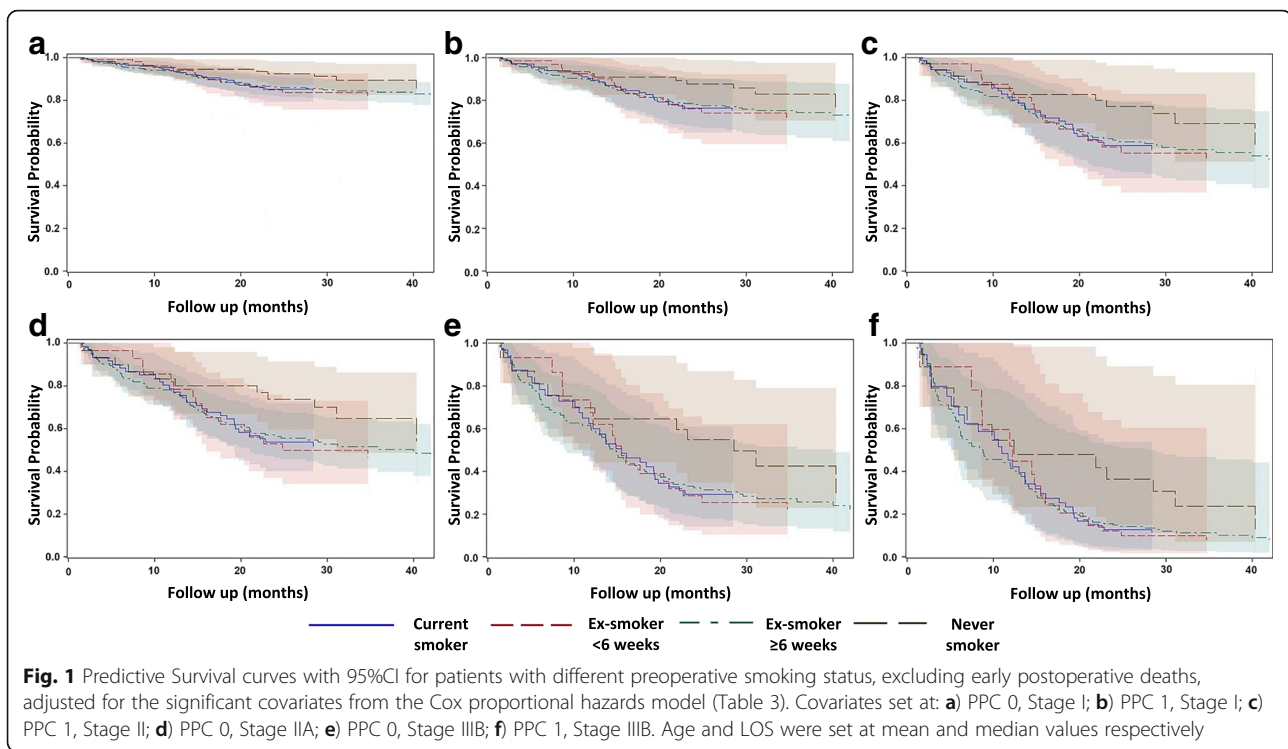 a b c
1.0 1.0 1.0
0.8 0.8 0.8
0.6 0.6 0.6
0.4 0.4 0.4
0.2 0.2 0.2
0.0 0.0 0.0
Survival Probability Survival Probability Survival Probability
0 10 20 30 40 0 10 20 30 40 0 10 20 30 40
Follow up (months) Follow up (months) Follow up (months)
d e f
1.0 1.0 1.0
0.8 0.8 0.8
0.6 0.6 0.6
0.4 0.4 0.4
0.2 0.2 0.2
0.0 0.0 0.0
Survival Probability Survival Probability Survival Probability
0 10 20 30 40 0 10 20 30 40 0 10 20 30 40
Follow up (months) Follow up (months) Follow up (months)
Current Ex-smoker Ex-smoker Never
smoker <6 weeks ≥6 weeks smoker
Fig. 1 Predictive Survival curves with 95%CI for patients with different preoperative smoking status, excluding early postoperative deaths,
adjusted for the significant covariates from the Cox proportional hazards model (Table 3). Covariates set at: a) PPC 0, Stage I; b) PPC 1, Stage I; c)
PPC 1, Stage II; d) PPC 0, Stage IIA; e) PPC 0, Stage IIIB; f) PPC 1, Stage IIIB. Age and LOS were set at mean and median values respectively